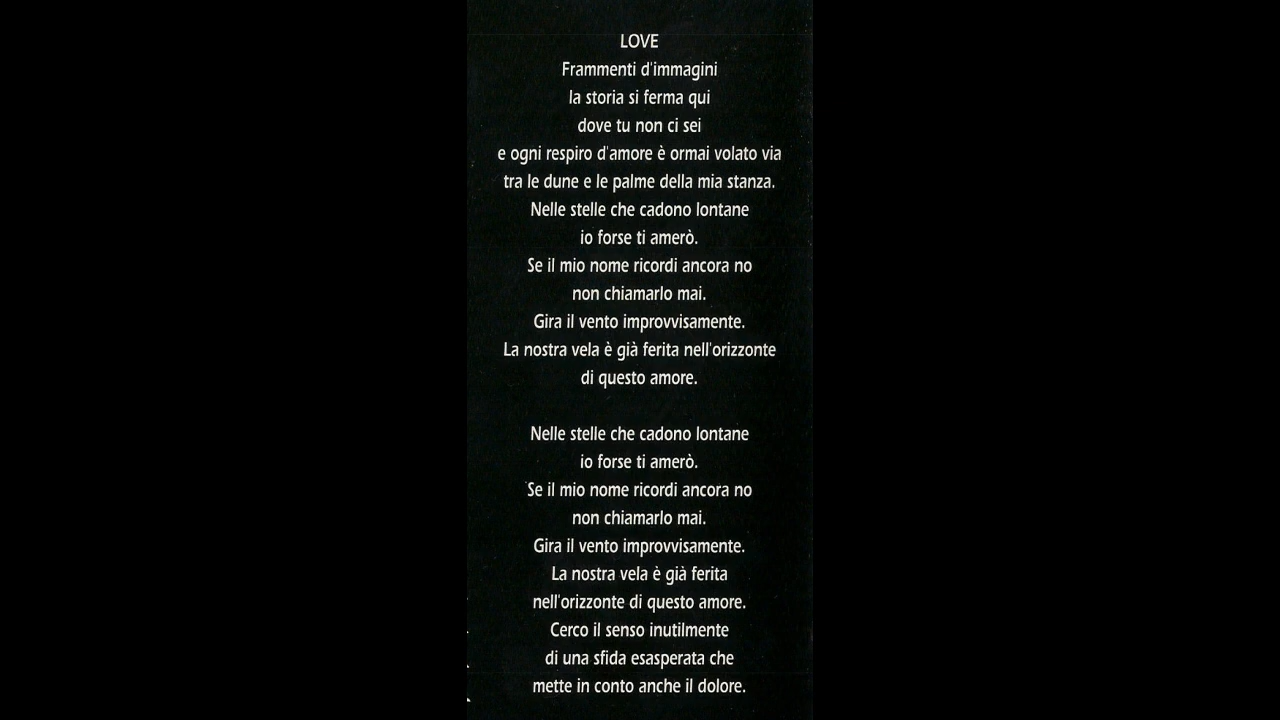 LOVE
Frammenti d'immagini
la storia si ferma qui
dove tu non ci sei
e ogni respiro d'amore è ormai volato via
tra le dune e le palme della mia stanza.
Nelle stelle che cadono lontane
io forse ti amerò.
Se il mio nome ricordi ancora no
non chiamarlo mai.
Gira il vento improvvisamente.
La nostra vela è già ferita nell'orizzonte
di questo amore.
Nelle stelle che cadono lontane
io forse ti amerò.
Se il mio nome ricordi ancora no
non chiamarlo mai.
Gira il vento improvvisamente.
La nostra vela è già ferita
nell'orizzonte di questo amore.
Cerco il senso inutilmente
di una sfida esasperata che
mette in conto anche il dolore.